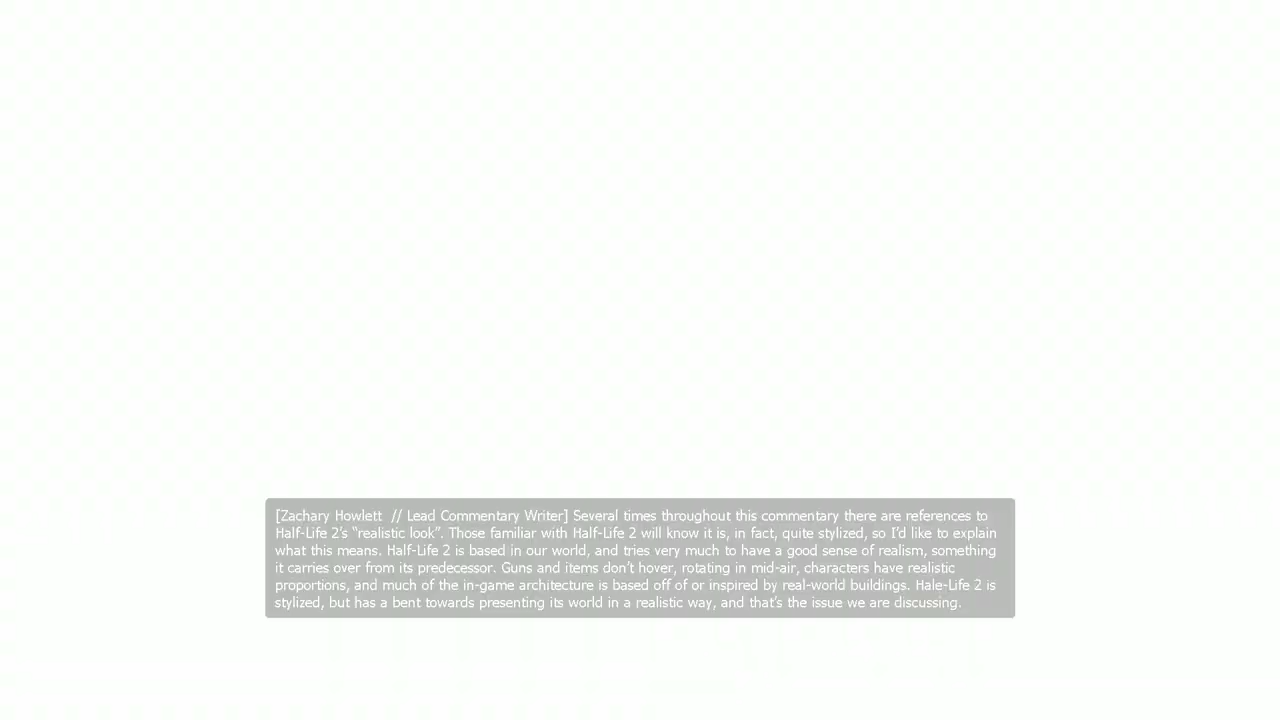 [Zachary Howlett  // Lead Commentary Writer] Several times throughout this commentary there are references to
Half-Life 2's “realistic look”. Those familiar with Half-Life 2 will know it is, in fact, quite stylized, so I'd like to explain
what this means. Half-Life 2 is based in our world, and tries very much to have a good sense of realism, something
it carries over from its predecessor. Guns and items don't hover, rotating in mid-air, characters have realistic
proportions, and much of the in-game architecture is based off of or inspired by real-world buildings. Hale-Life 2 is
stylized, but has a bent towards presenting its world in a realistic way, and that's the issue we are discussing.